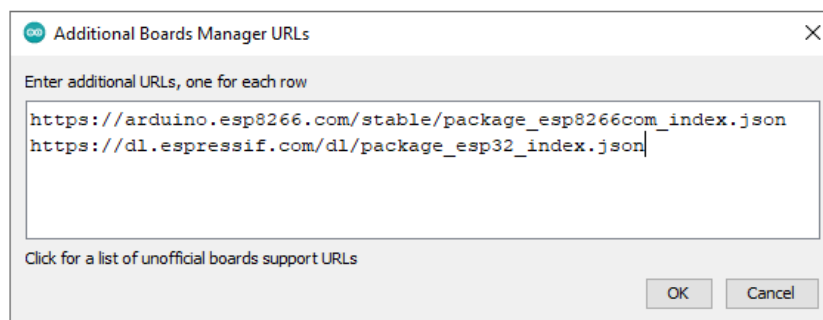 Additional Boards Manager URLs
Enter additional URLs, one for each row
https://arduino.esp8266.com/stable/package_esp8266com_index.json
https://dl.espressif.com/dl/package_esp32_index.json
Click for a list of unofficial boards support URLs
OK Cancel